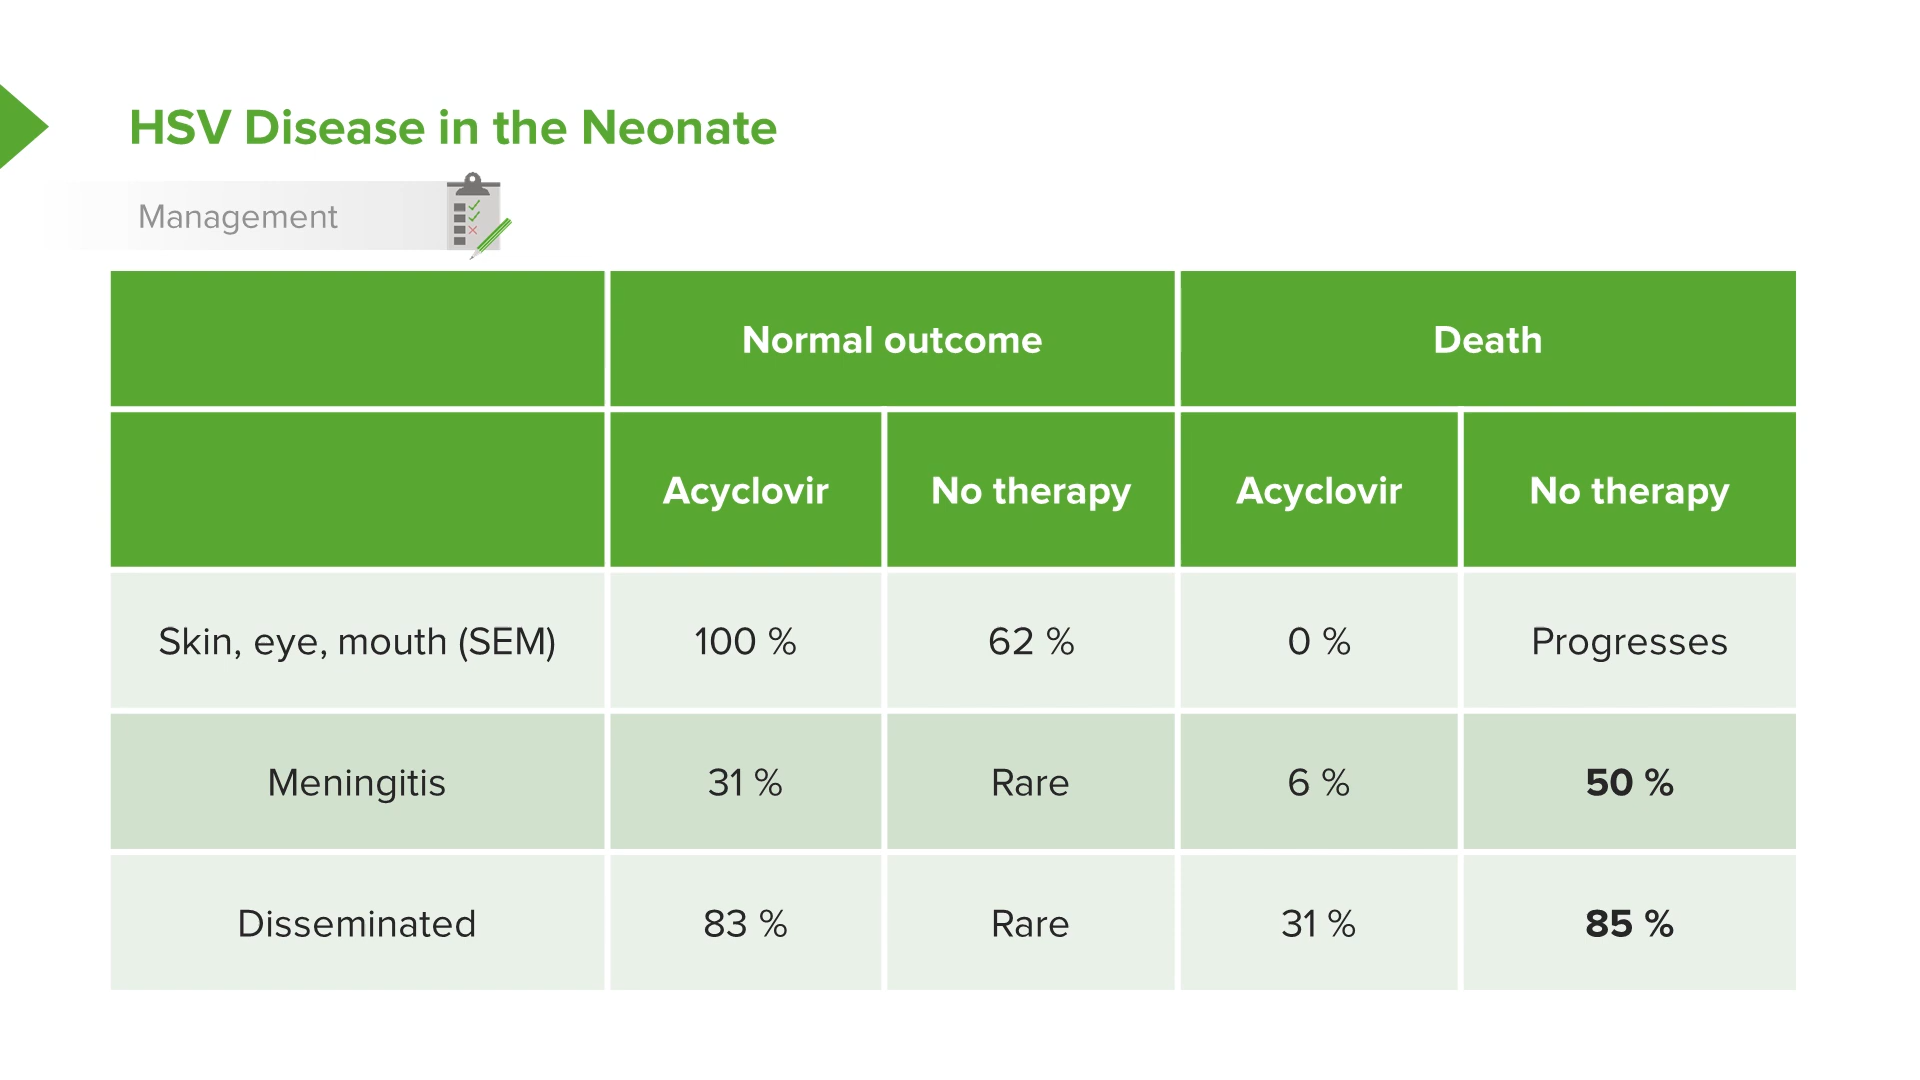 HSV Disease in the Neonate
Management
Normal outcome Death
Acyclovir No therapy Acyclovir No therapy
Skin, eye, mouth (SEM) 100 % 62 % 0 % Progresses
Meningitis 31 % Rare 6 % 50 %
Disseminated 83 % Rare 31 % 85 %